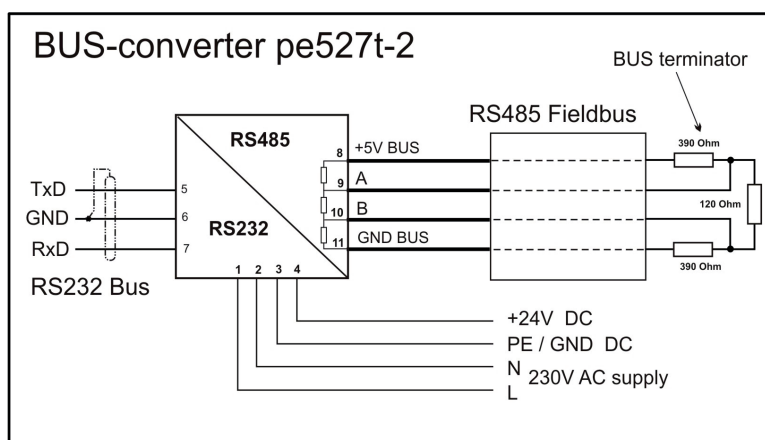 BUS-converter pe527t-2
BUS terminator
RS485 Fieldbus
RS485
RS232
8
+5V BUS
9
A
10
B
11
GND BUS
390 Ohm
120 Ohm
390 Ohm
TxD
5
GND
6
RxD
7
RS232 Bus
1 2 3 4
+24V DC
PE / GND DC
N
230V AC supply
L